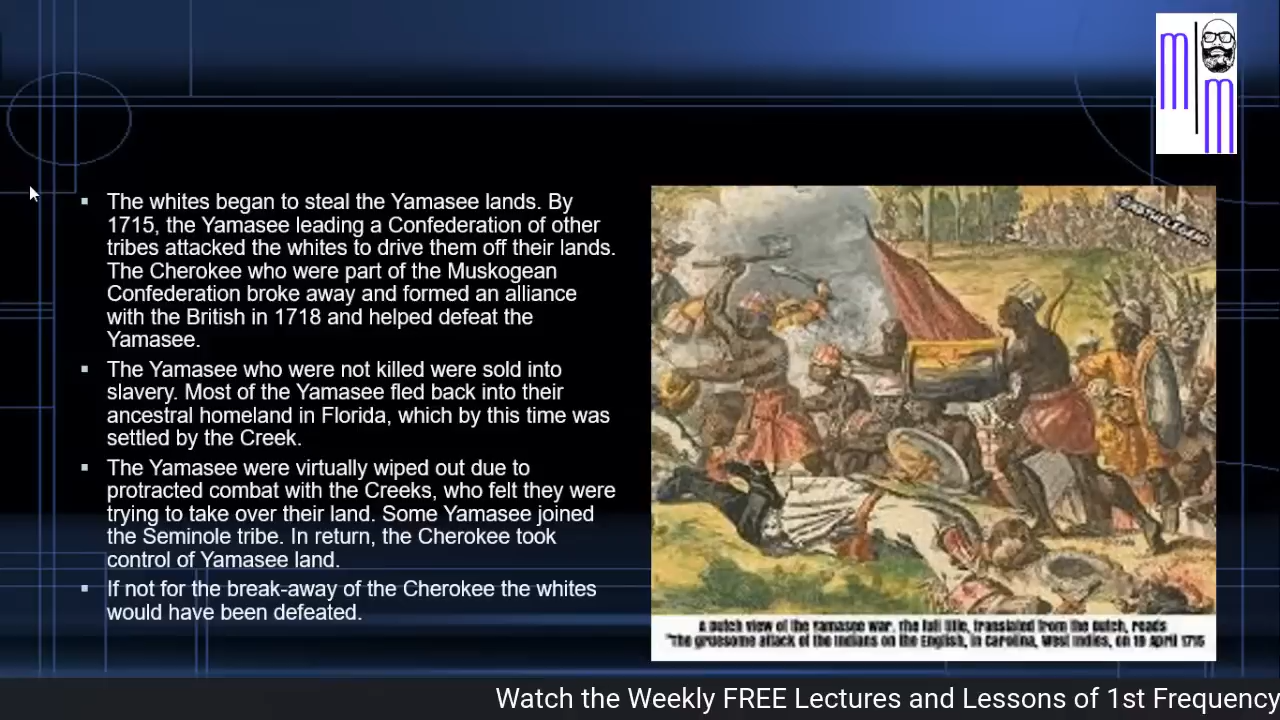 The whites began to steal the Yamasee lands. By
1715, the Yamasee leading a Confederation of other
tribes attacked the whites to drive them off their lands.
The Cherokee who were part of the Muskogean
Confederation broke away and formed an alliance
with the British in 1718 and helped defeat the
Yamasee.
The Yamasee who were not killed were sold into
slavery. Most of the Yamasee fled back into their
ancestral homeland in Florida, which by this time was
settled by the Creek.
The Yamasee were virtually wiped out due to
protracted combat with the Creeks, who felt they were
trying to take over their land. Some Yamasee joined
the Seminole tribe. In return, the Cherokee took
control of Yamasee land.
If not for the break-away of the Cherokee the whites
would have been defeated.
m
m
A Dutch view of the Yamasee War. The full title, translated from the Dutch, reads
"The gruesome attack of the Indians on the English, in Carolina, West Indies, on 19 April 1715
Watch the Weekly FREE Lectures and Lessons of 1st Frequency